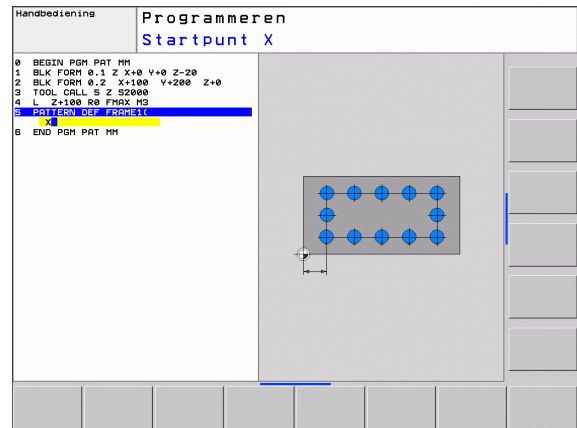 Handbediening
Programmeren
Startpunt X
0 BEGIN PGM PAT MM
1 BLK FORM 0.1 Z X+0 Y+0 Z-20
2 BLK FORM 0.2 X+100 Y+200 Z+0
3 TOOL CALL 5 Z S2000
4 L Z+100 R0 FMAX M3
5 PATTERN DEF FRAME1(
X
6 END PGM PAT MM